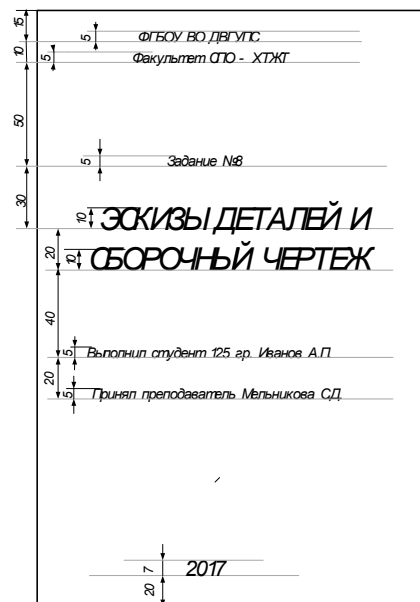 15
5
ФГБОУ ВО ДВГУПС
10
5
Факультет СПО - ХТЖТ
50
5
Задание №8
30
10
ЭСКИЗЫ ДЕТАЛЕЙ И
20
10
СБОРОЧНЫЙ ЧЕРТЕЖ
40
5
Выполнил студент 125 гр. Иванов А.П.
20
5
Принял преподаватель Мельникова С.Д.
7
2017
20